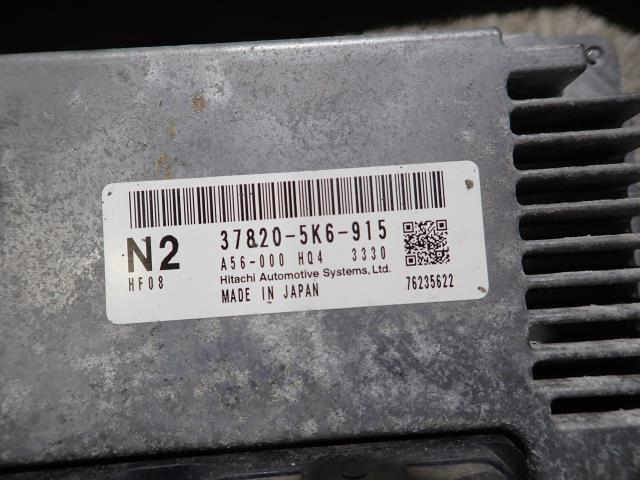 N2 37820-5K6-915
A56-000 HQ4 3330
HF08 Hitachi Automotive Systems, Ltd.
MADE IN JAPAN 76235622